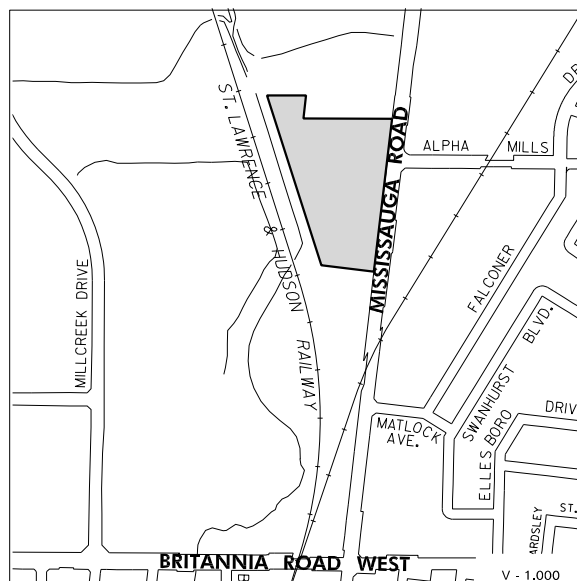 ST. LAWRENCE & HUDSON RAILWAY
MISSISSAUGA ROAD
ALPHA MILLS
DR
MILLCREEK DRIVE
FALCONER
SWANHURST BLVD.
MATLOCK
AVE.
ELLESBORO
DRIV
ARDSLEY
ST.
BRITANNIA ROAD WEST
V - 1.000